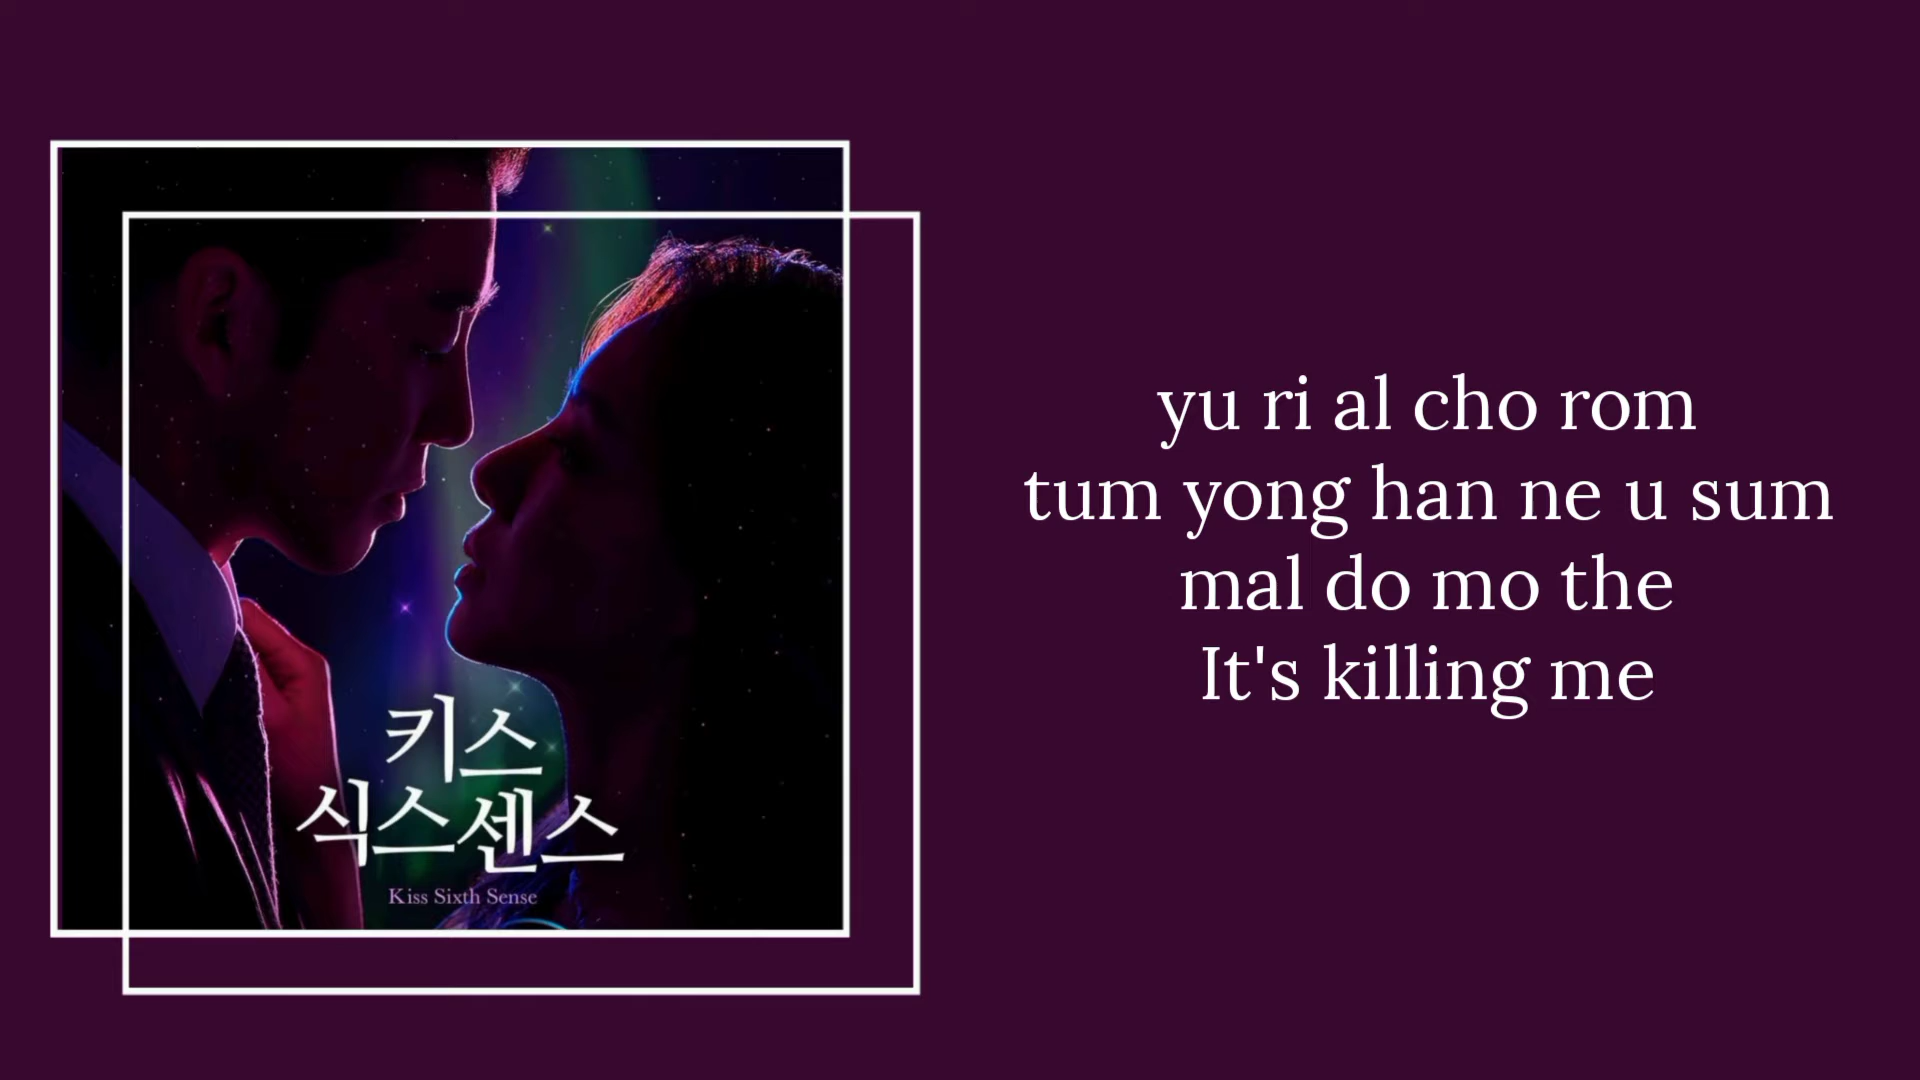 키스
식스센스
Kiss Sixth Sense
yu ri al cho rom
tum yong han ne u sum
mal do mo the
It's killing me